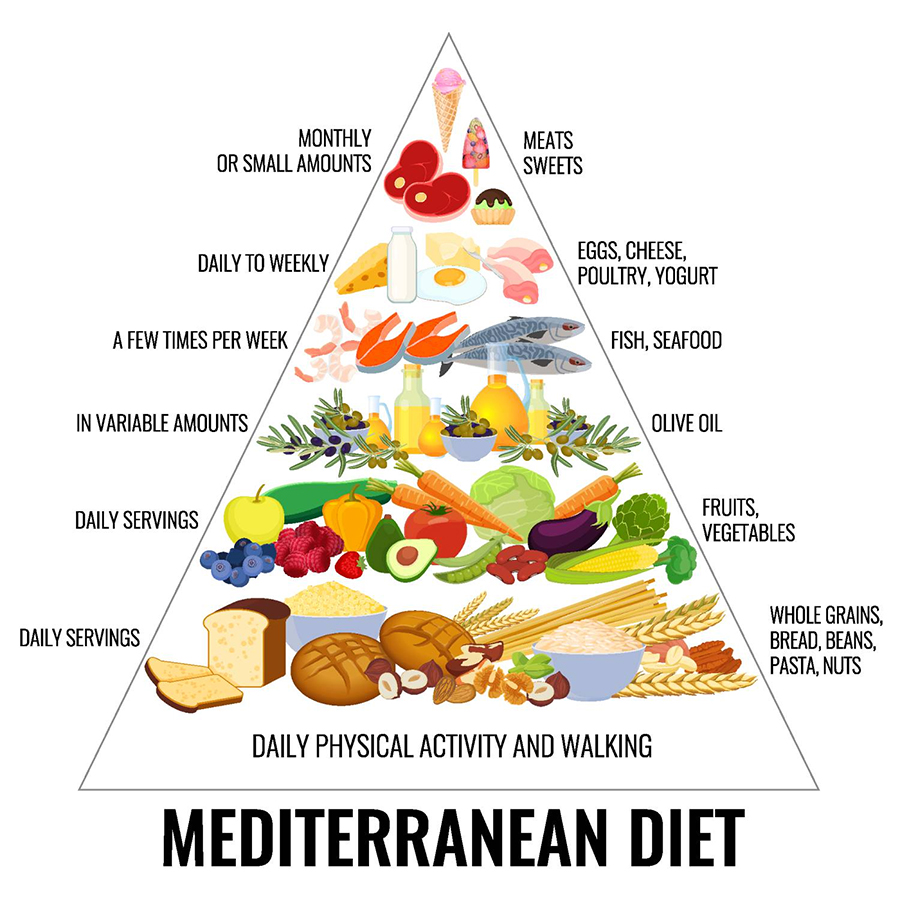 MONTHLY
OR SMALL AMOUNTS
MEATS
SWEETS
DAILY TO WEEKLY
EGGS, CHEESE,
POULTRY, YOGURT
A FEW TIMES PER WEEK
FISH, SEAFOOD
IN VARIABLE AMOUNTS
OLIVE OIL
DAILY SERVINGS
FRUITS,
VEGETABLES
DAILY SERVINGS
WHOLE GRAINS,
BREAD, BEANS,
PASTA, NUTS
DAILY PHYSICAL ACTIVITY AND WALKING
MEDITERRANEAN DIET